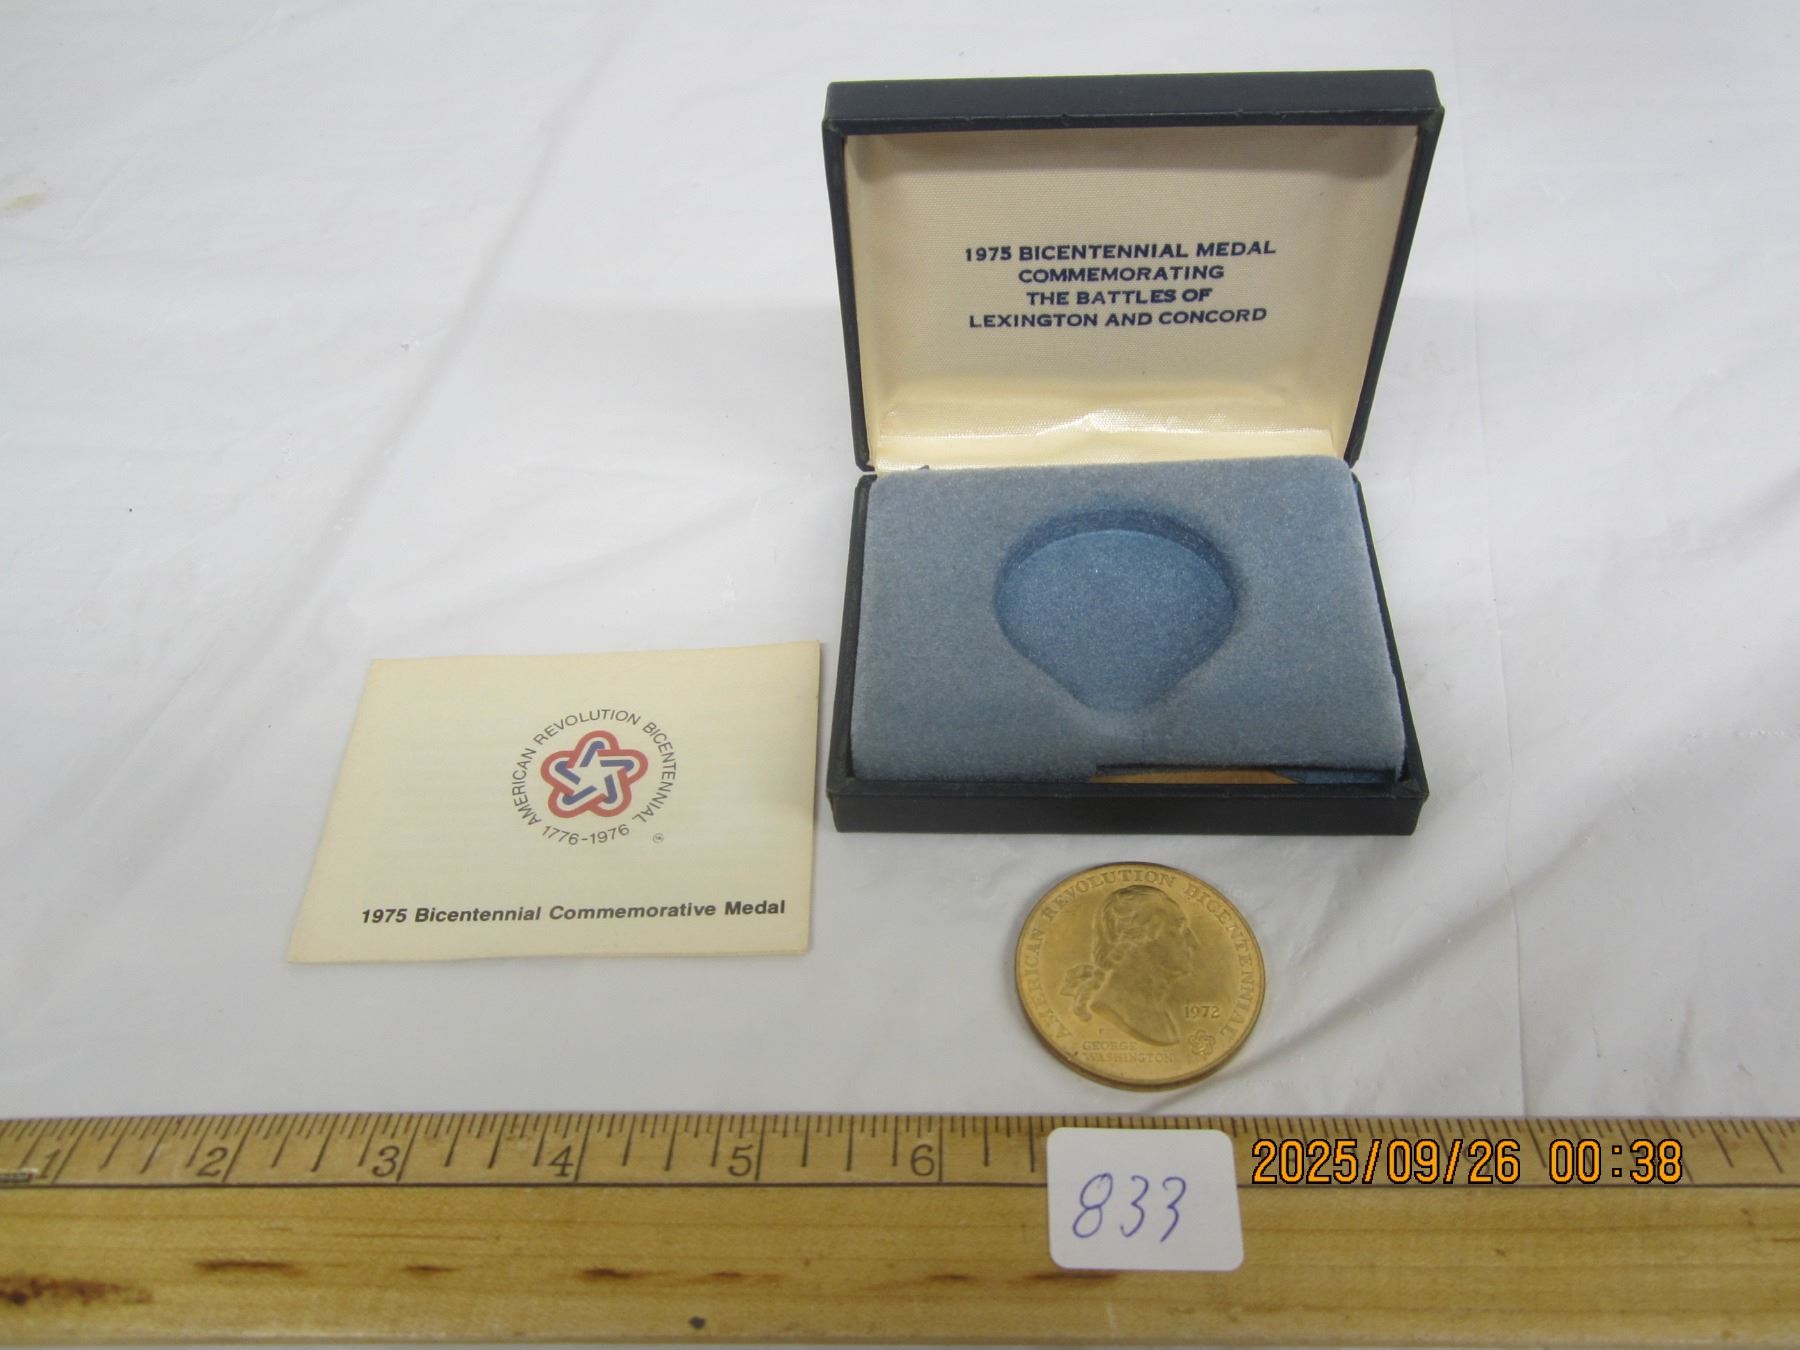 1975 BICENTENNIAL MEDAL
COMMEMORATING
THE BATTLES OF
LEXINGTON AND CONCORD
AMERICAN REVOLUTION BICENTENNIAL
1776-1976
1975 Bicentennial Commemorative Medal
AMERICAN REVOLUTION BICENTENNIAL
1972
GEORGE
WASHINGTON
1 2 3 4 5 6
833
2025/09/26 00:38